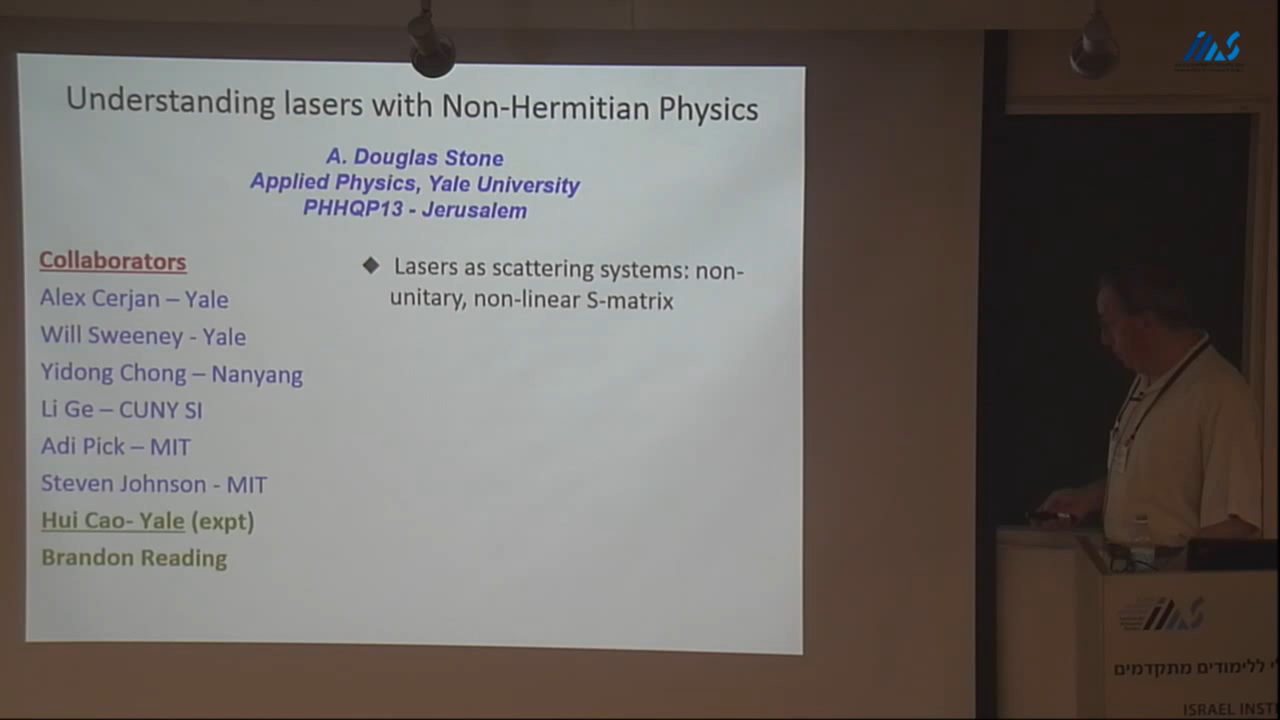 Understanding lasers with Non-Hermitian Physics
A. Douglas Stone
Applied Physics, Yale University
PHHQP13 - Jerusalem
Collaborators
Alex Cerjan – Yale
Will Sweeney - Yale
Yidong Chong – Nanyang
Li Ge – CUNY SI
Adi Pick – MIT
Steven Johnson - MIT
Hui Cao- Yale (expt)
Brandon Reading
❖ Lasers as scattering systems: non-
unitary, non-linear S-matrix
IIAS
IIAS
ללימודים מתקדמים
ISRAEL INST